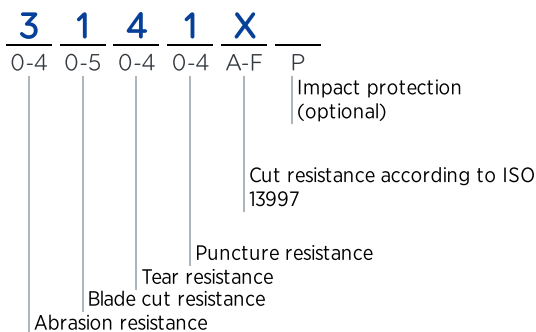 3 1 4 1 X
0-4 0-5 0-4 0-4 A-F P
Impact protection
(optional)
Cut resistance according to ISO
13997
Puncture resistance
Tear resistance
Blade cut resistance
Abrasion resistance